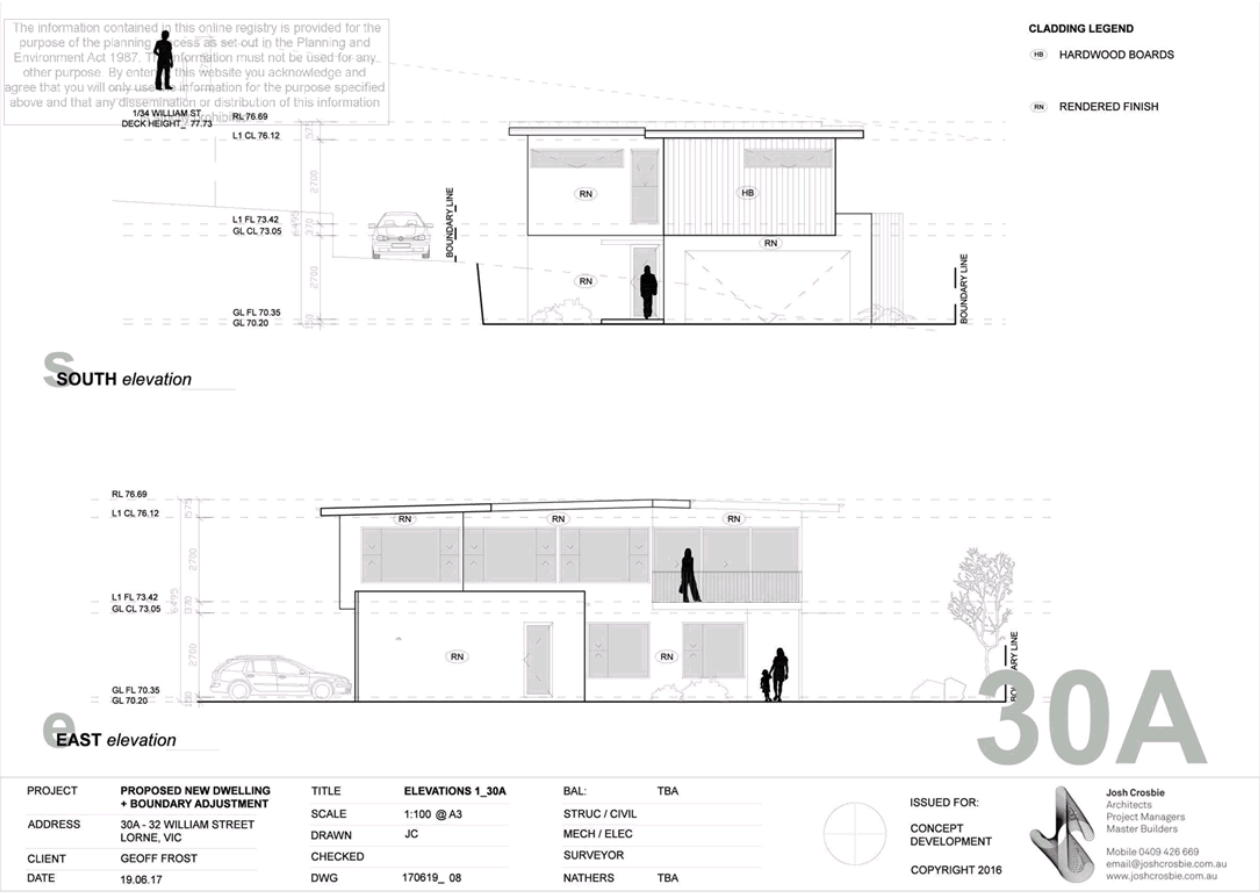 The information contained in this online registry is provided for the
purpose of the planning process as set out in the Planning and
Environment Act 1987. The information must not be used for any
other purpose. By entering this website you acknowledge and
agree that you will only use the information for the purpose specified
above and that any dissemination or distribution of this information
prohibited
1/34 WILLIAM ST
DECK HEIGHT_ 77.73
CLADDING LEGEND
HB HARDWOOD BOARDS
RN RENDERED FINISH
RL 76.69
L1 CL 76.12
L1 FL 73.42
GL CL 73.05
GL FL 70.35
GL 70.20
575
2700
370
6495
2700
150
BOUNDARY LINE
RN
HB
RN
RN
BOUNDARY LINE
s
SOUTH elevation
RL 76.69
L1 CL 76.12
L1 FL 73.42
GL CL 73.05
GL FL 70.35
GL 70.20
575
2700
370
6495
2700
150
RN
RN
RN
RN
RN
BOUNDARY LINE
e
EAST elevation
30A
PROJECT PROPOSED NEW DWELLING
+ BOUNDARY ADJUSTMENT
ADDRESS 30A - 32 WILLIAM STREET
LORNE, VIC
CLIENT GEOFF FROST
DATE 19.06.17
TITLE ELEVATIONS 1_30A
SCALE 1:100 @ A3
DRAWN JC
CHECKED
DWG 170619_ 08
BAL: TBA
STRUC / CIVIL
MECH / ELEC
SURVEYOR
NATHERS TBA
ISSUED FOR:
CONCEPT
DEVELOPMENT
COPYRIGHT 2016
Josh Crosbie
Architects
Project Managers
Master Builders
Mobile 0409 426 669
email@joshcrosbie.com.au
www.joshcrosbie.com.au